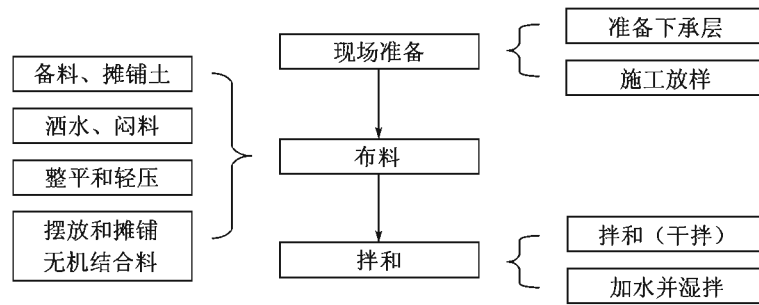 现场准备
准备下承层
施工放样
备料、摊铺土
洒水、闷料
整平和轻压
摆放和摊铺
无机结合料
布料
拌和
拌和（干拌）
加水并湿拌